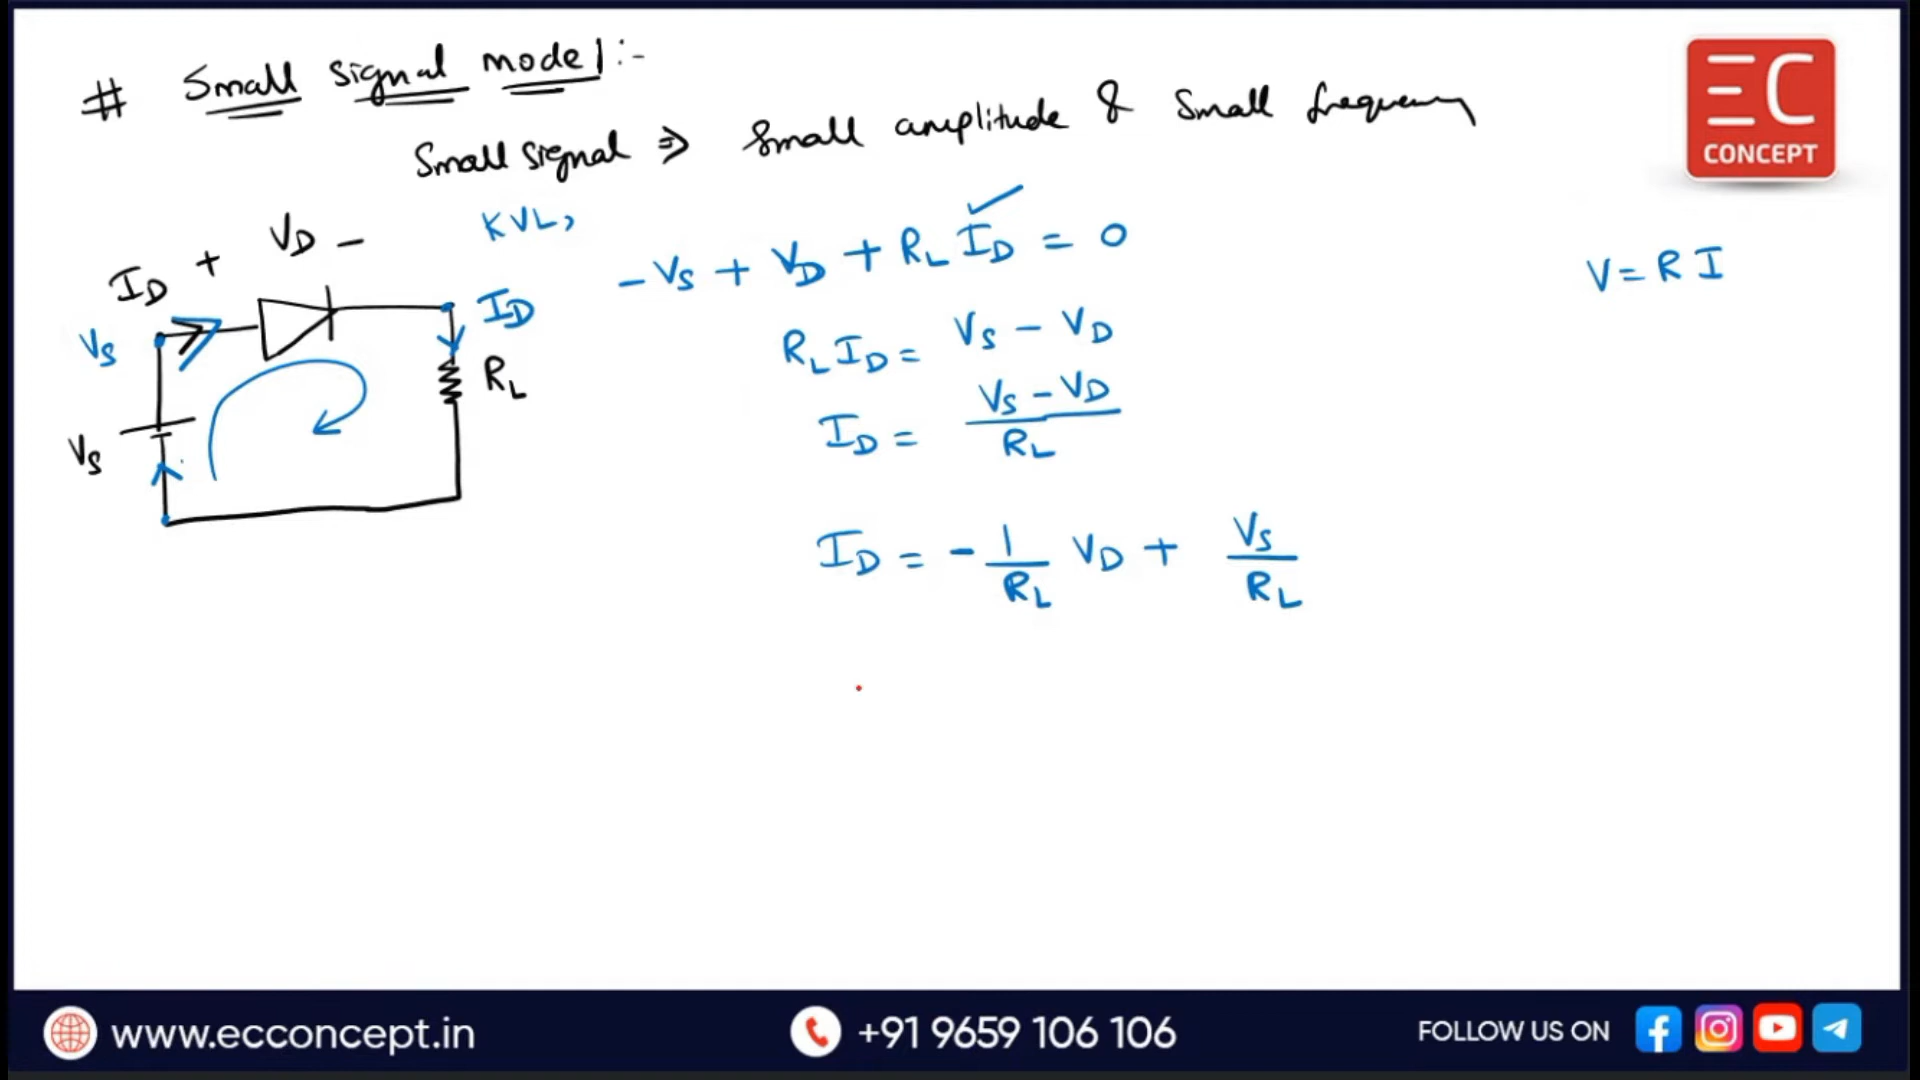 # Small signal model :-
Small signal ⇒ Small amplitude & Small frequency
EC
CONCEPT
KVL,
-VS + VD + RL ID = 0
V = R I
RL ID = VS - VD
ID = (VS - VD) / RL
ID = - 1/RL VD + VS/RL
ID + VD -
VS
ID
RL
VS
www.ecconcept.in
+91 9659 106 106
FOLLOW US ON